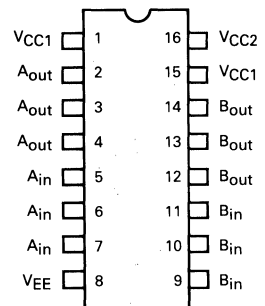 VCC1 1 16 VCC2
Aout 2 15 VCC1
Aout 3 14 Bout
Aout 4 13 Bout
Ain 5 12 Bout
Ain 6 11 Bin
Ain 7 10 Bin
VEE 8 9 Bin